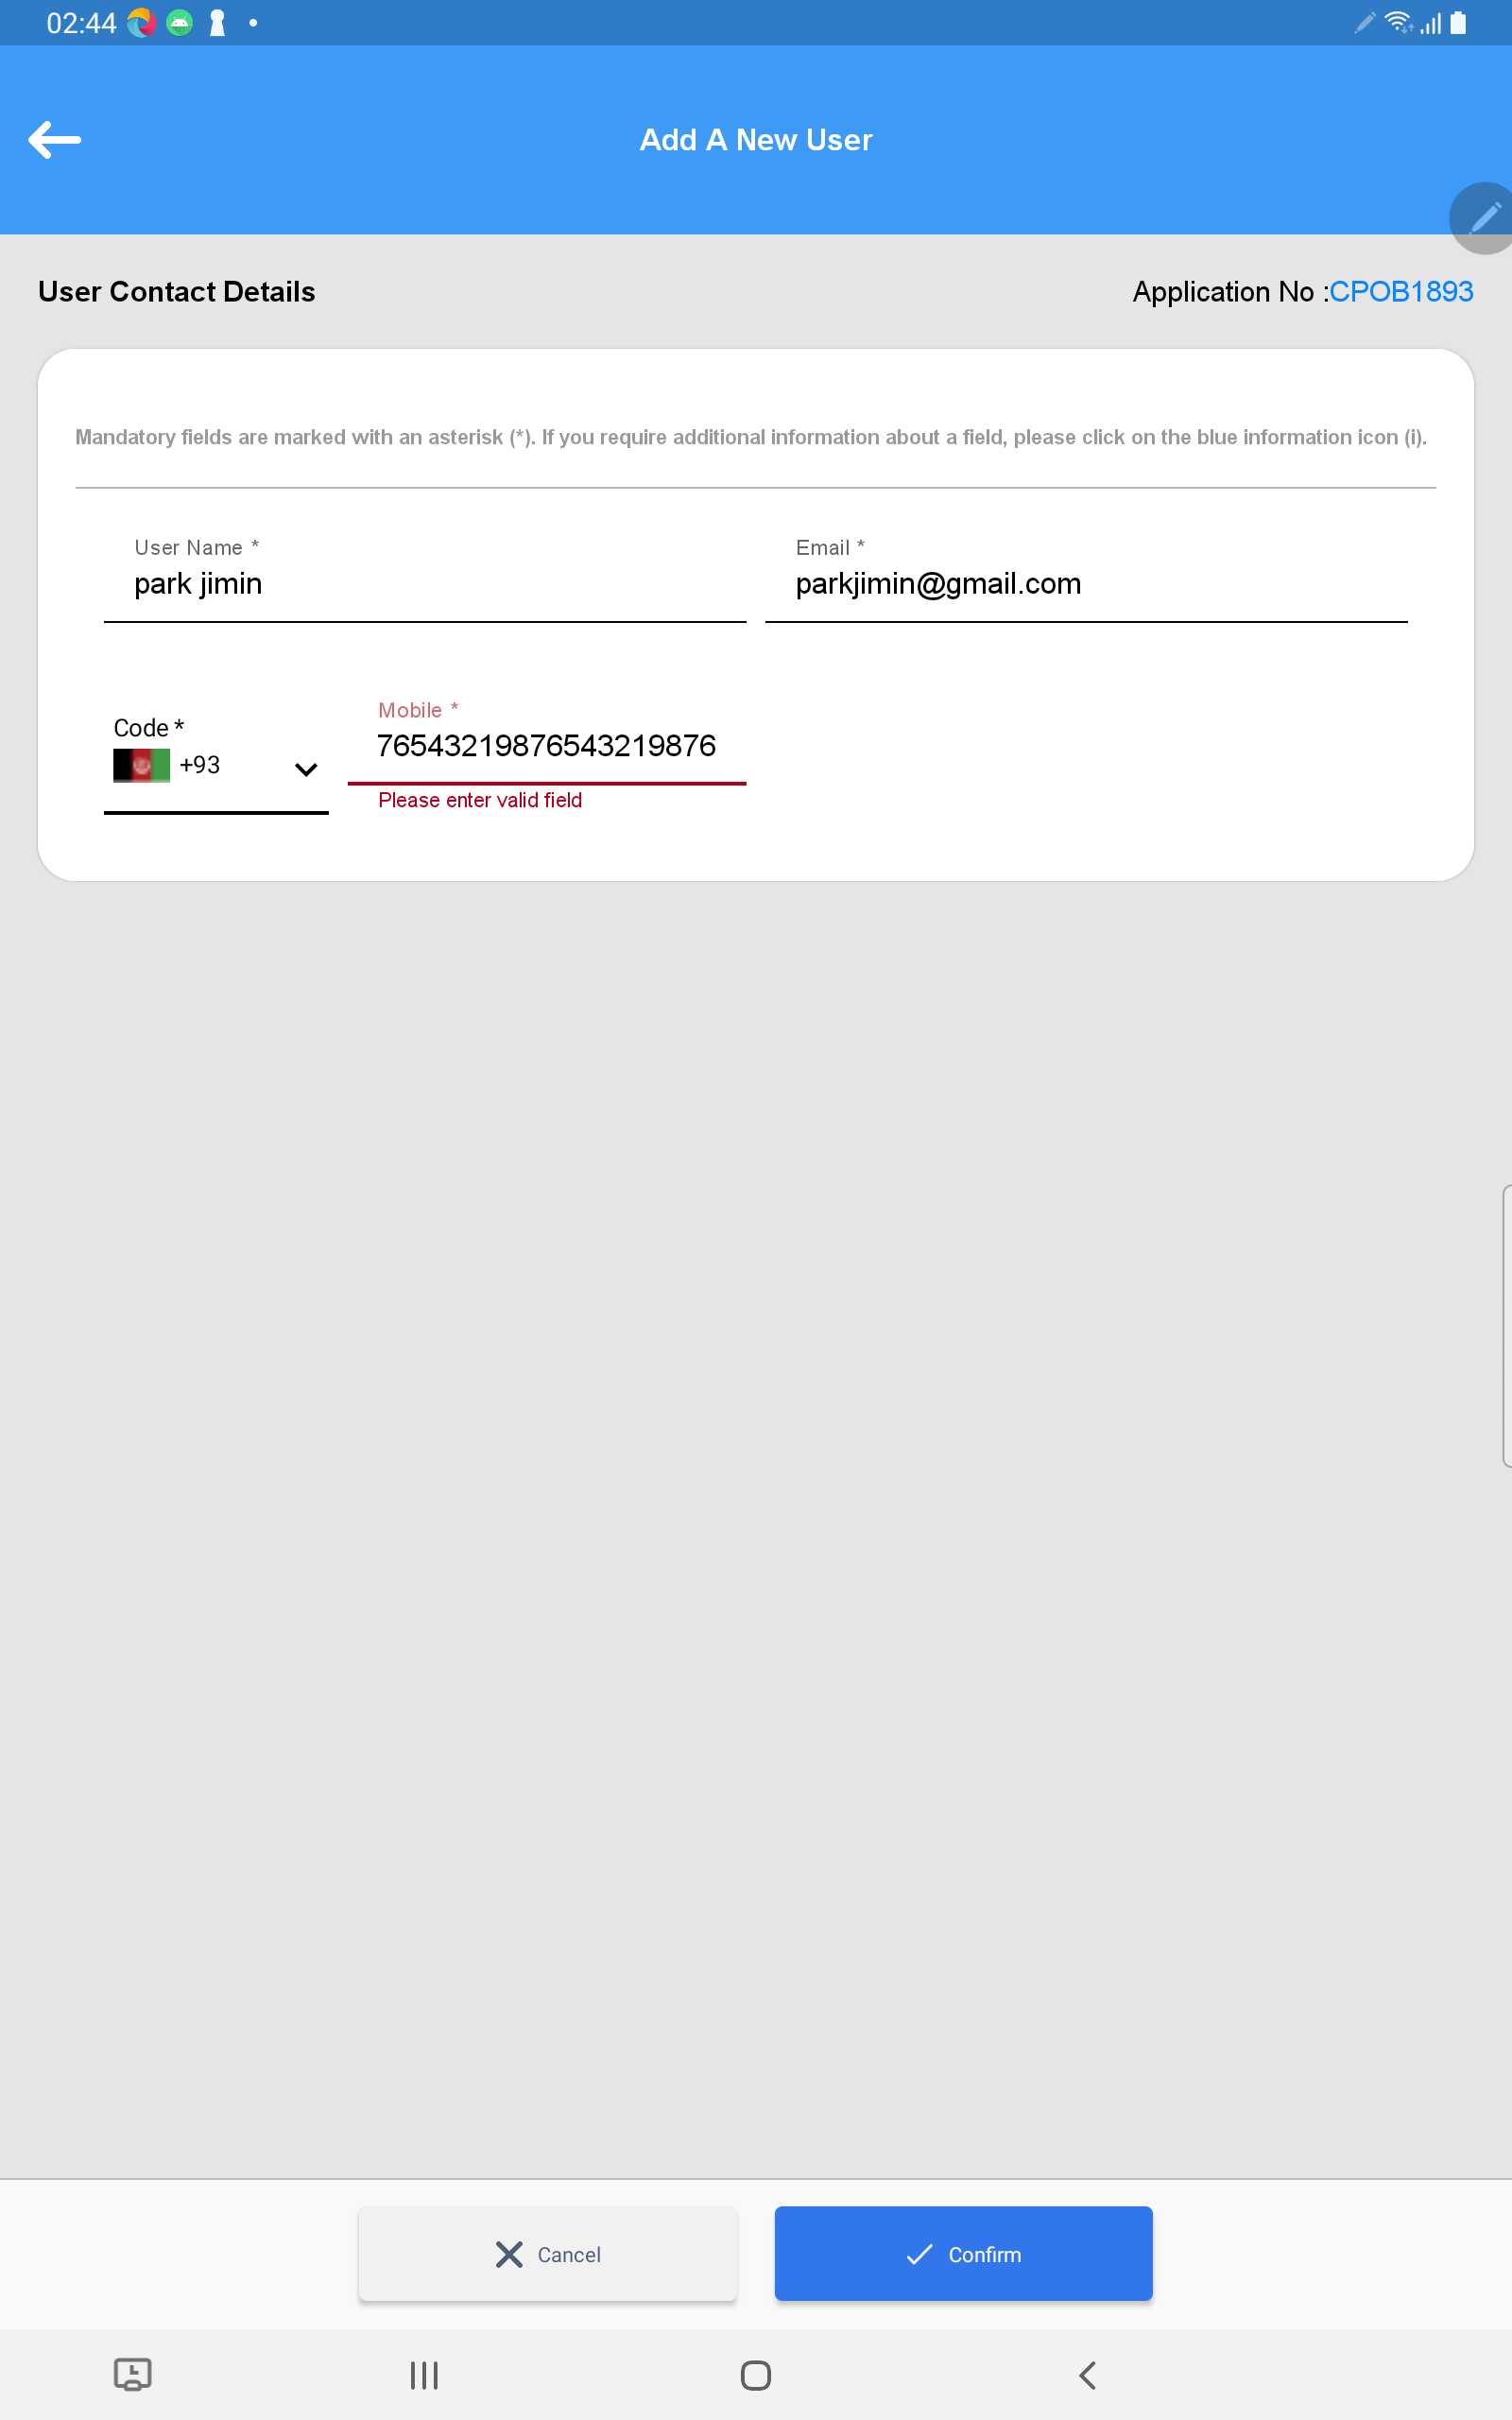 02:44
Add A New User
User Contact Details
Application No :CPOB1893
Mandatory fields are marked with an asterisk (*). If you require additional information about a field, please click on the blue information icon (i).
User Name *
park jimin
Email *
parkjimin@gmail.com
Code *
+93
Mobile *
76543219876543219876
Please enter valid field
Cancel
Confirm